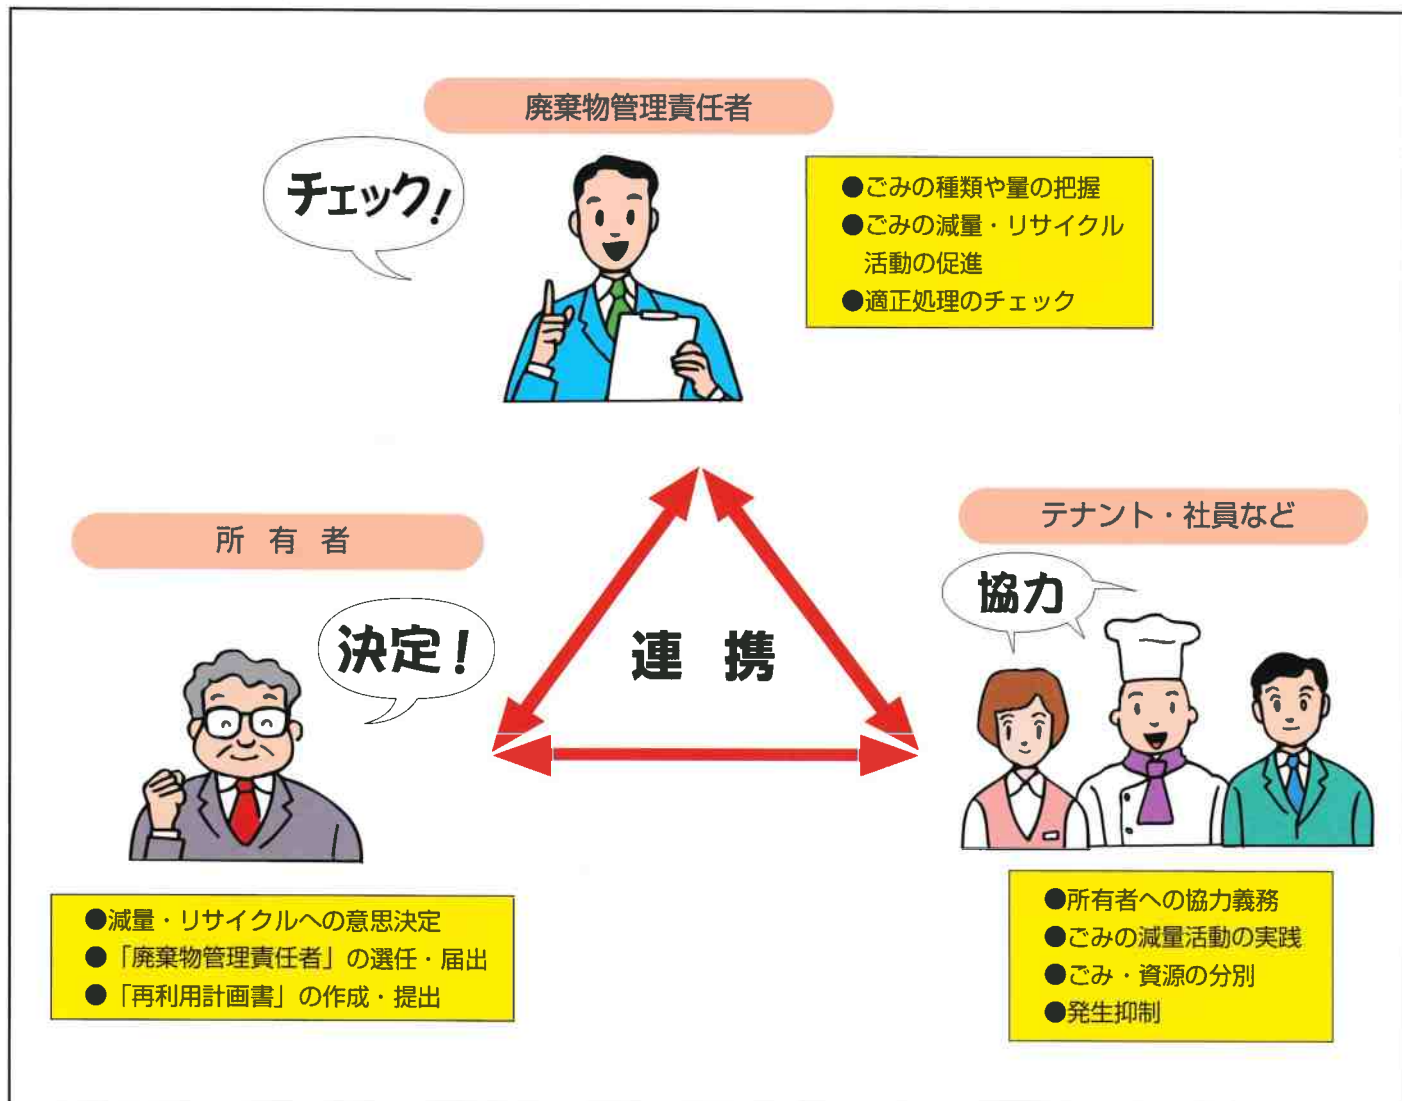 廃棄物管理責任者
チェック!
●ごみの種類や量の把握
●ごみの減量・リサイクル
活動の促進
●適正処理のチェック
所有者
決定!
●減量・リサイクルへの意思決定
●「廃棄物管理責任者」の選任・届出
●「再利用計画書」の作成・提出
連携
テナント・社員など
協力
●所有者への協力義務
●ごみの減量活動の実践
●ごみ・資源の分別
●発生抑制